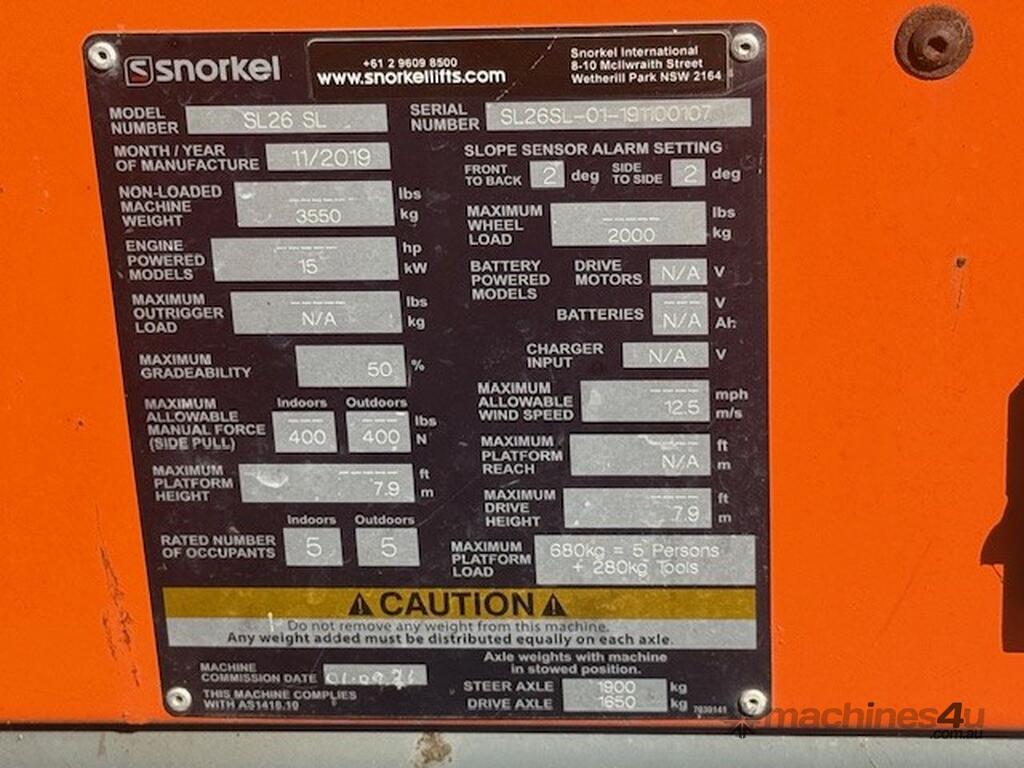 snorkel
+61 2 9609 8500
www.snorkellifts.com
Snorkel International
8-10 McIlwraith Street
Wetherill Park NSW 2164
MODEL
NUMBER
SL26 SL
SERIAL
NUMBER
SL26SL-01-191100107
MONTH / YEAR
OF MANUFACTURE
11/2019
SLOPE SENSOR ALARM SETTING
FRONT
TO BACK
2 deg
SIDE
TO SIDE
2 deg
NON-LOADED
MACHINE
WEIGHT
----- lbs
3550 kg
MAXIMUM
WHEEL
LOAD
----- lbs
2000 kg
ENGINE
POWERED
MODELS
----- hp
15 kW
BATTERY
POWERED
MODELS
DRIVE
MOTORS
N/A V
BATTERIES
--- V
N/A Ah
MAXIMUM
OUTRIGGER
LOAD
----- lbs
N/A kg
CHARGER
INPUT
N/A V
MAXIMUM
GRADEABILITY
50 %
MAXIMUM
ALLOWABLE
WIND SPEED
---- mph
12.5 m/s
MAXIMUM
ALLOWABLE
MANUAL FORCE
(SIDE PULL)
Indoors Outdoors
---- ---- lbs
400 400 N
MAXIMUM
PLATFORM
REACH
---- ft
N/A m
MAXIMUM
PLATFORM
HEIGHT
----- ft
7.9 m
MAXIMUM
DRIVE
HEIGHT
---- ft
7.9 m
RATED NUMBER
OF OCCUPANTS
Indoors Outdoors
5 5
MAXIMUM
PLATFORM
LOAD
680kg = 5 Persons
+ 280kg Tools
CAUTION
Do not remove any weight from this machine.
Any weight added must be distributed equally on each axle.
MACHINE
COMMISSION DATE
THIS MACHINE COMPLIES
WITH AS1418.10
Axle weights with machine
in stowed position.
STEER AXLE 1900 kg
DRIVE AXLE 1650 kg
7030141
machines4u
.com.au